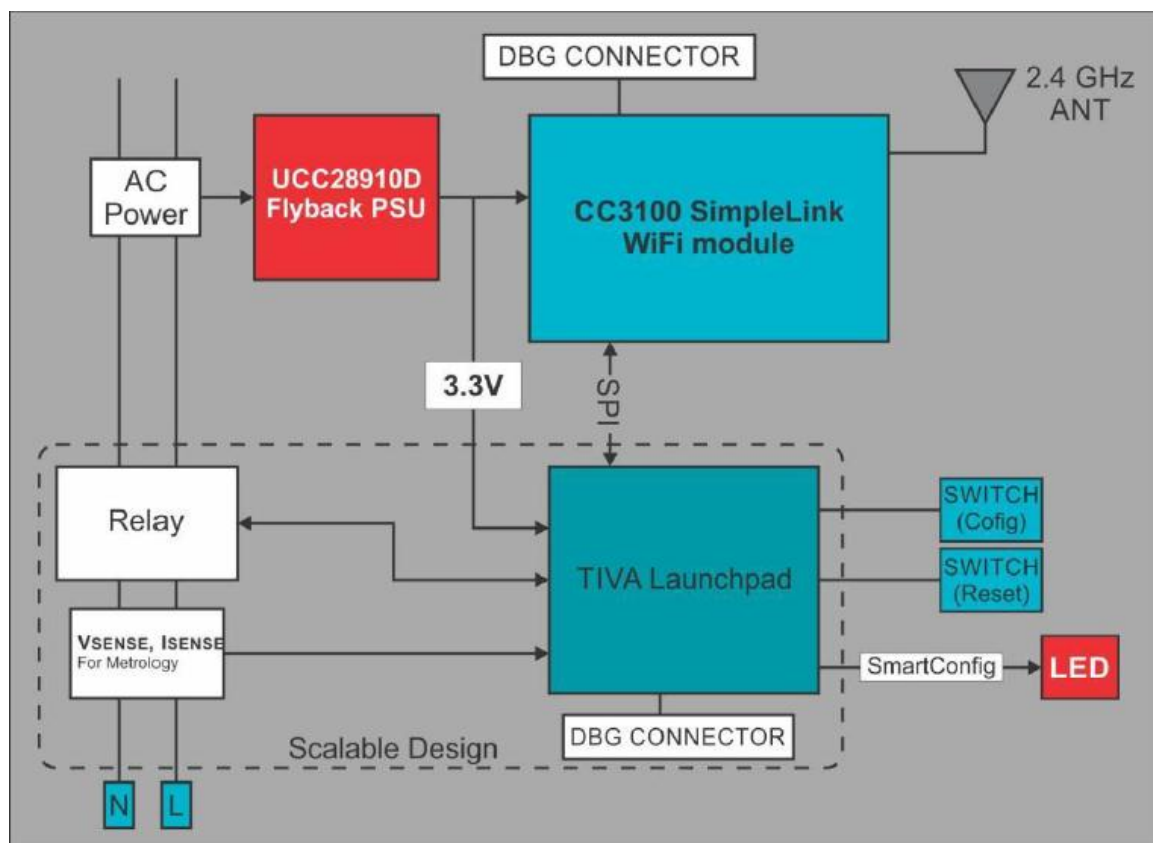 DBG CONNECTOR
2.4 GHz
ANT
AC
Power
UCC28910D
Flyback PSU
CC3100 SimpleLink
WiFi module
3.3V
SPI
Relay
TIVA Launchpad
SWITCH
(Cofig)
SWITCH
(Reset)
VSENSE, ISENSE
For Metrology
SmartConfig
LED
DBG CONNECTOR
Scalable Design
N
L